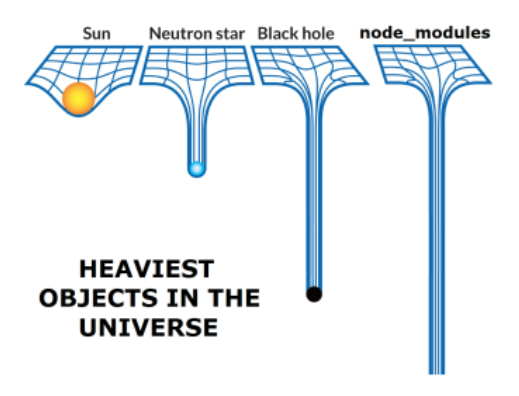 Sun Neutron star Black hole node_modules
HEAVIEST
OBJECTS IN THE
UNIVERSE